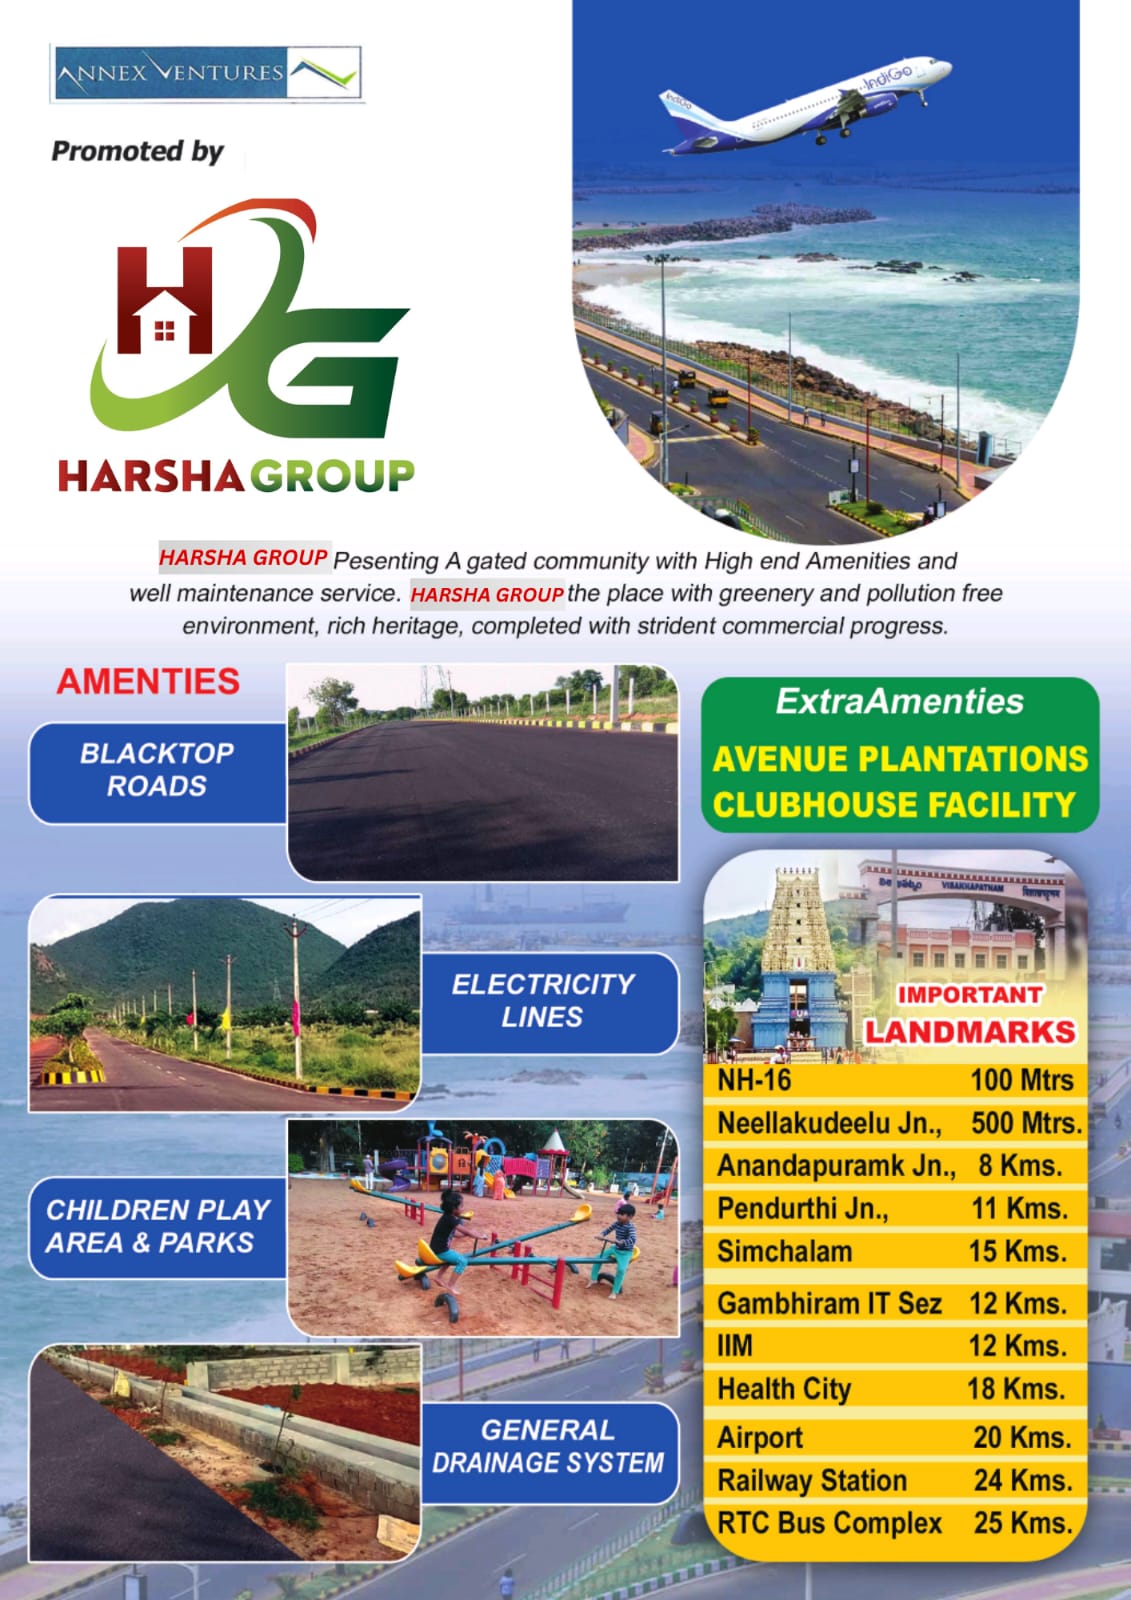 ANNEX VENTURES
Promoted by
IndiGo
IndiGo
HG
HARSHA GROUP
HARSHA GROUP Pesenting A gated community with High end Amenities and
well maintenance service. HARSHA GROUP the place with greenery and pollution free
environment, rich heritage, completed with strident commercial progress.
AMENTIES
BLACKTOP
ROADS
ELECTRICITY
LINES
CHILDREN PLAY
AREA & PARKS
GENERAL
DRAINAGE SYSTEM
ExtraAmenties
AVENUE PLANTATIONS
CLUBHOUSE FACILITY
VISAKHAPATNAM
IMPORTANT
LANDMARKS
NH-16 100 Mtrs
Neellakudeelu Jn., 500 Mtrs.
Anandapuramk Jn., 8 Kms.
Pendurthi Jn., 11 Kms.
Simchalam 15 Kms.
Gambhiram IT Sez 12 Kms.
IIM 12 Kms.
Health City 18 Kms.
Airport 20 Kms.
Railway Station 24 Kms.
RTC Bus Complex 25 Kms.